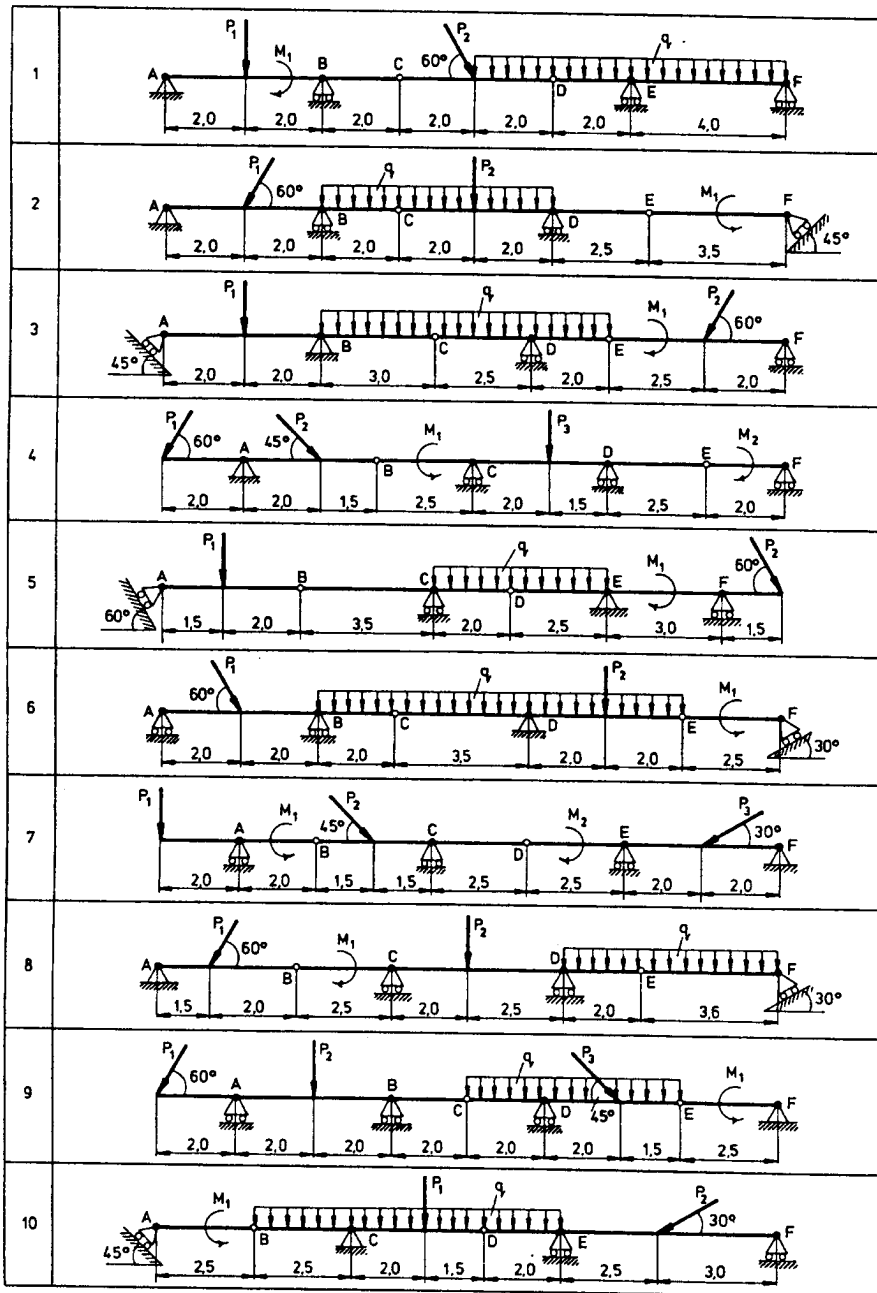 1
P1
M1
A
B
C
60°
P2
q
D
E
F
2,0 2,0 2,0 2,0 2,0 2,0 4,0
2
P1
60°
q
P2
M1
A
B
C
D
E
F
45°
2,0 2,0 2,0 2,0 2,0 2,5 3,5
3
P1
q
M1
P2
60°
A
B
C
D
E
F
45°
2,0 2,0 3,0 2,5 2,0 2,5 2,0
4
P1
60°
45°
P2
M1
P3
M2
A
B
C
D
E
F
2,0 2,0 1,5 2,5 2,0 1,5 2,5 2,0
5
P1
q
M1
60°
P2
A
B
C
D
E
F
60°
1,5 2,0 3,5 2,0 2,5 3,0 1,5
6
P1
60°
q
P2
M1
A
B
C
D
E
F
30°
2,0 2,0 2,0 3,5 2,0 2,0 2,5
7
P1
M1
P2
45°
M2
P3
30°
A
B
C
D
E
F
2,0 2,0 1,5 1,5 2,5 2,5 2,0 2,0
8
P1
60°
M1
P2
q
A
B
C
D
E
F
30°
1,5 2,0 2,5 2,0 2,5 2,0 3,6
9
P1
60°
P2
q
P3
45°
M1
A
B
C
D
E
F
2,0 2,0 2,0 2,0 2,0 2,0 1,5 2,5
10
M1
P1
q
P2
30°
A
B
C
D
E
F
45°
2,5 2,5 2,0 1,5 2,0 2,5 3,0